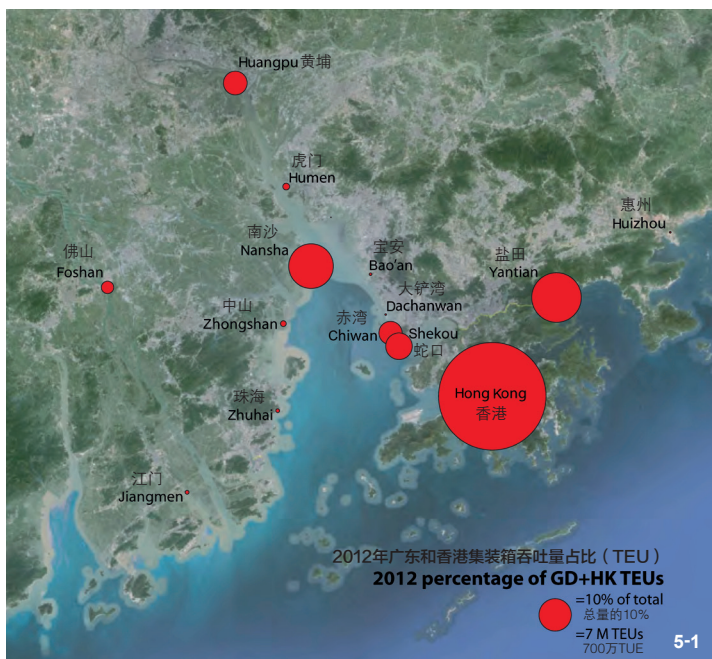 Huangpu 黄埔
虎门
Humen
惠州
Huizhou
南沙
Nansha
佛山
Foshan
宝安
Bao'an
盐田
Yantian
大铲湾
Dachanwan
中山
Zhongshan
赤湾
Chiwan
Shekou
蛇口
Hong Kong
香港
珠海
Zhuhai
江门
Jiangmen
2012年广东和香港集装箱吞吐量占比（TEU）
2012 percentage of GD+HK TEUs
=10% of total
总量的10%
=7 M TEUs
700万TUE
5-1